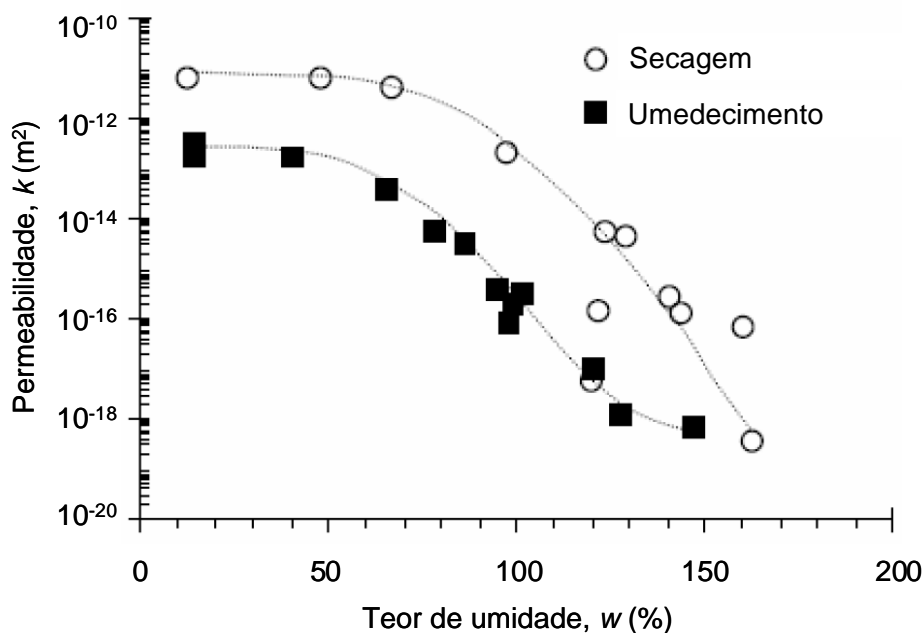 10-10
Secagem
10-12
Umedecimento
10-14
10-16
10-18
10-20
Permeabilidade, k (m²)
0
50
100
150
200
Teor de umidade, w (%)